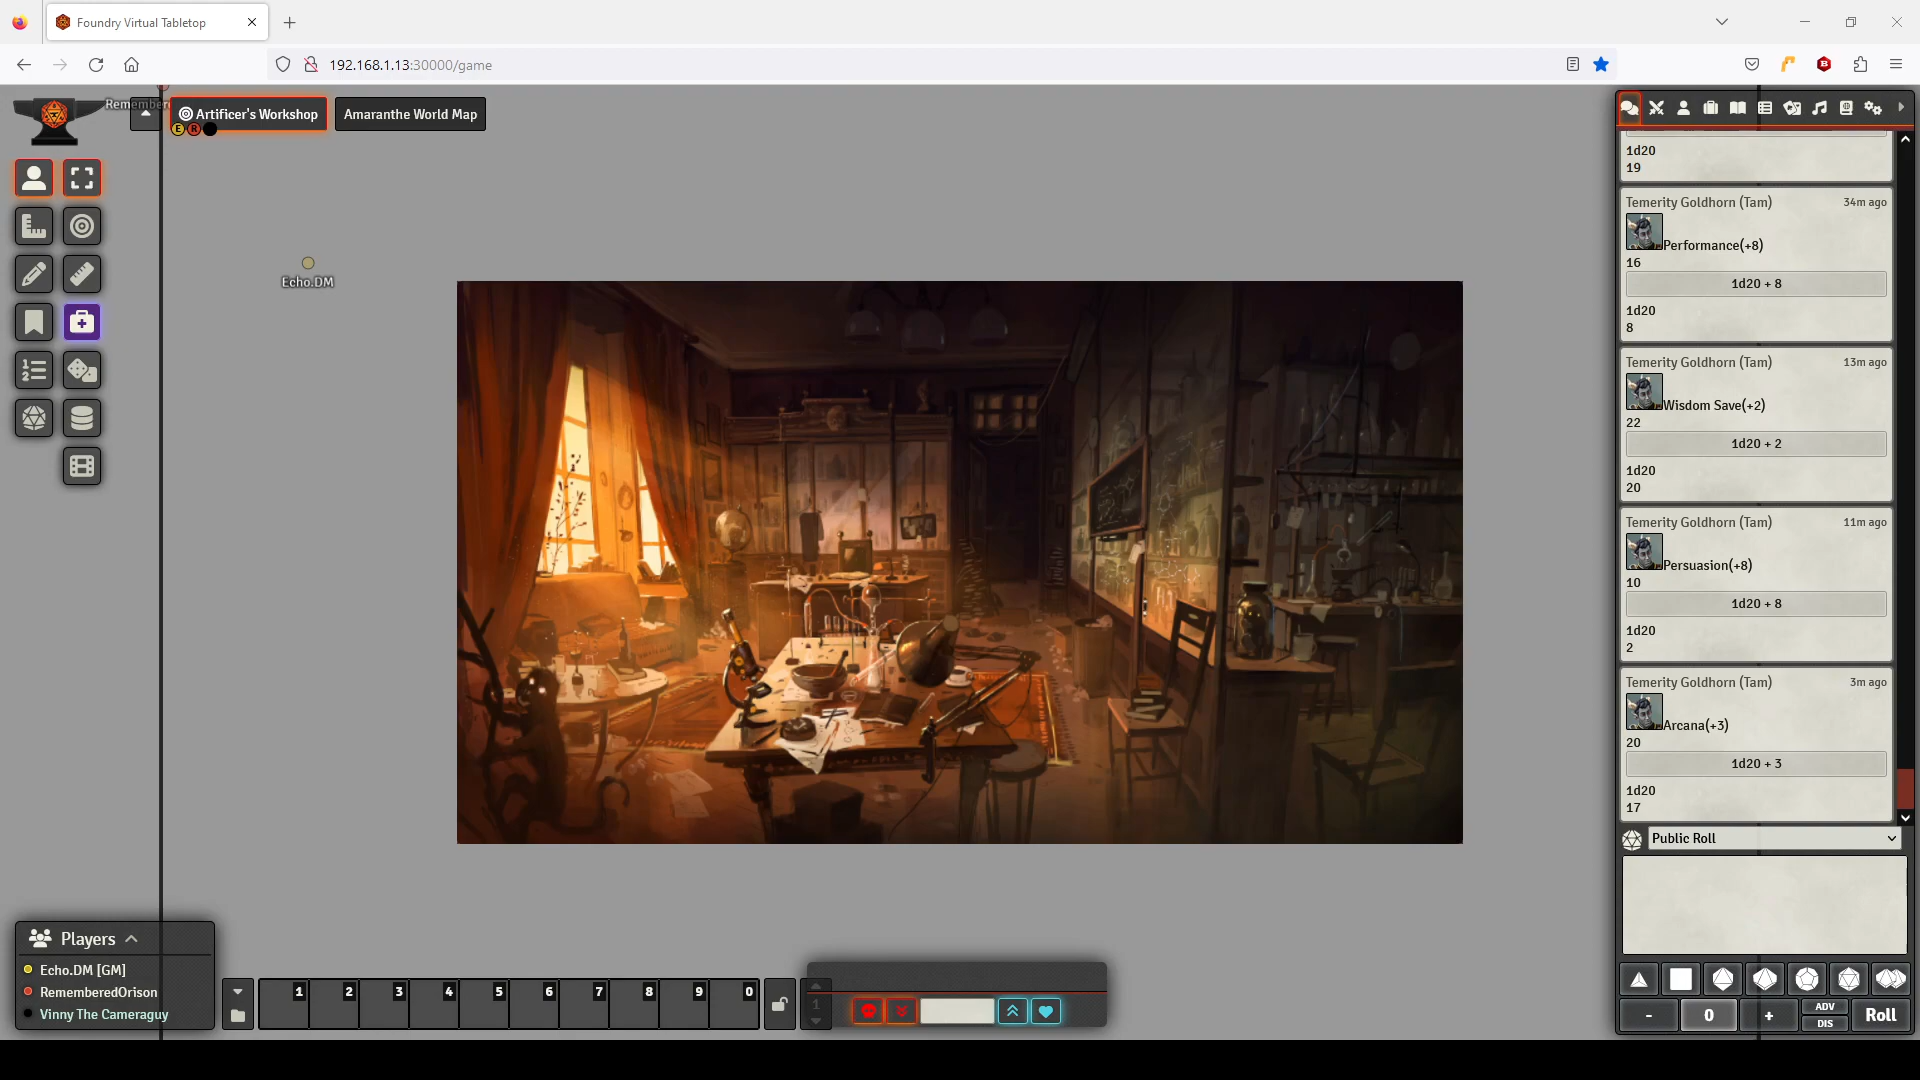 Foundry Virtual Tabletop
192.168.1.13:30000/game
Remembere
Artificer's Workshop
Amaranthe World Map
E R
Echo.DM
1d20
19
Temerity Goldhorn (Tam) 34m ago
Performance(+8)
16
1d20 + 8
1d20
8
Temerity Goldhorn (Tam) 13m ago
Wisdom Save(+2)
22
1d20 + 2
1d20
20
Temerity Goldhorn (Tam) 11m ago
Persuasion(+8)
10
1d20 + 8
1d20
2
Temerity Goldhorn (Tam) 3m ago
Arcana(+3)
20
1d20 + 3
1d20
17
Public Roll
- 0 + ADV DIS Roll
Players
Echo.DM [GM]
RememberedOrison
Vinny The Cameraguy
1 2 3 4 5 6 7 8 9 0
1